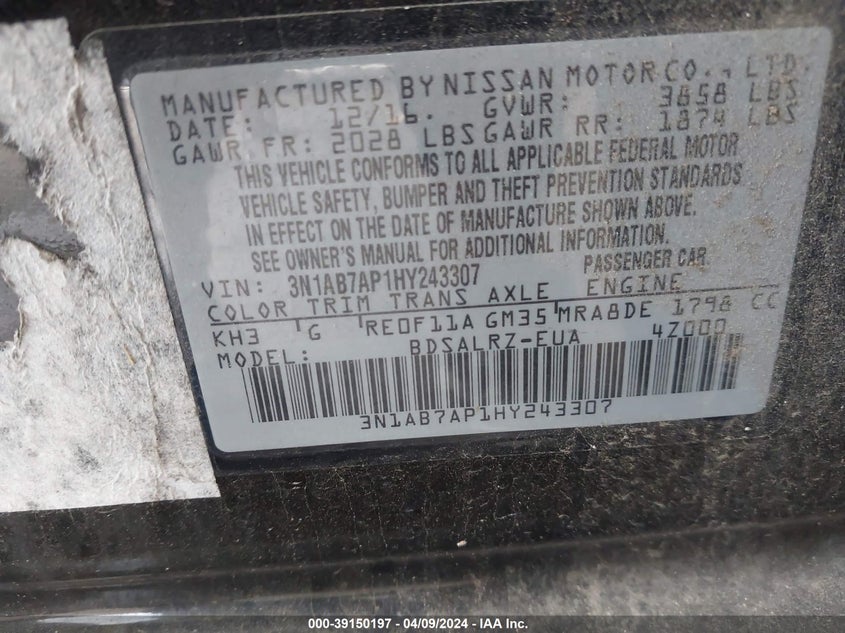 MANUFACTURED BY NISSAN MOTOR CO., LTD.
DATE: 12/16. GVWR: 3858 LBS
GAWR FR: 2028 LBS GAWR RR: 1874 LBS
THIS VEHICLE CONFORMS TO ALL APPLICABLE FEDERAL MOTOR
VEHICLE SAFETY, BUMPER AND THEFT PREVENTION STANDARDS
IN EFFECT ON THE DATE OF MANUFACTURE SHOWN ABOVE.
SEE OWNER'S MANUAL FOR ADDITIONAL INFORMATION.
VIN: 3N1AB7AP1HY243307 PASSENGER CAR
COLOR TRIM TRANS AXLE ENGINE
KH3 G RE0F11A GM35 MRA8DE 1798 CC
MODEL: BDSALRZ-EUA 4Z000
3N1AB7AP1HY243307
000-39150197 - 04/09/2024 - IAA Inc.